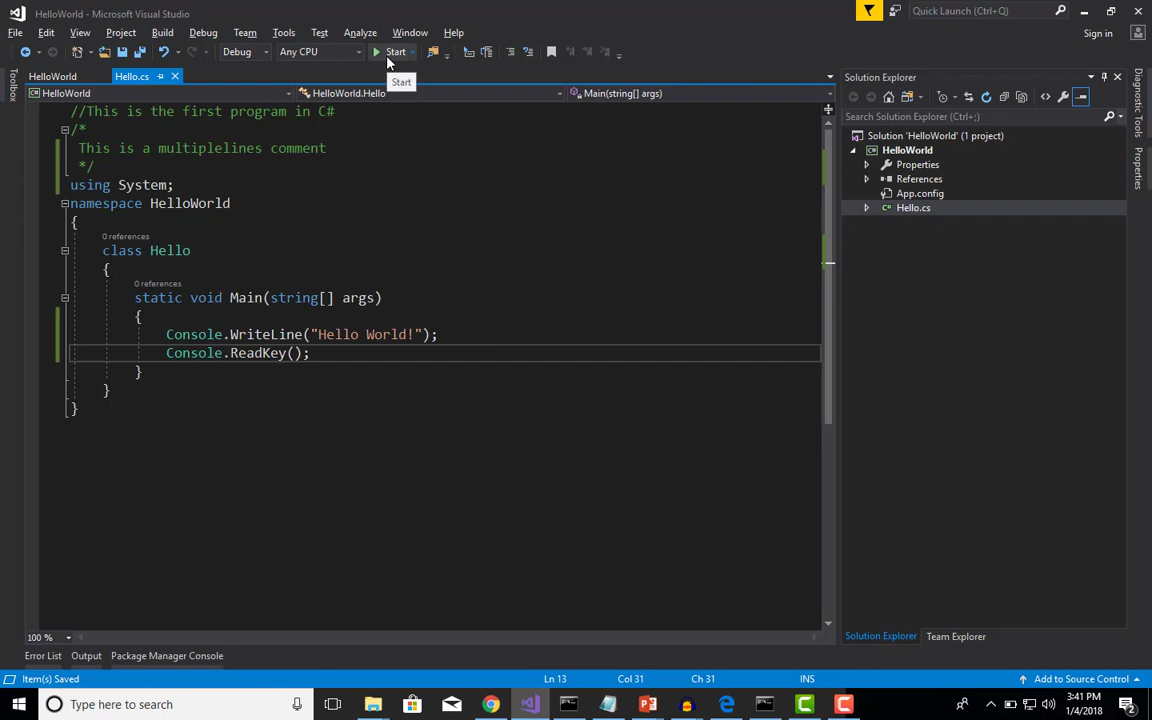 HelloWorld - Microsoft Visual Studio
Quick Launch (Ctrl+Q)
File Edit View Project Build Debug Team Tools Test Analyze Window Help
Sign in
Debug Any CPU Start
Start
Toolbox
HelloWorld Hello.cs
HelloWorld HelloWorld.Hello Main(string[] args)
//This is the first program in C#
/*
This is a multiplelines comment
*/
using System;
namespace HelloWorld
{
0 references
class Hello
{
0 references
static void Main(string[] args)
{
Console.WriteLine("Hello World!");
Console.ReadKey();
}
}
}
100 %
Solution Explorer
Search Solution Explorer (Ctrl+;)
Solution 'HelloWorld' (1 project)
HelloWorld
Properties
References
App.config
C# Hello.cs
Solution Explorer Team Explorer
Diagnostic Tools
Properties
Error List Output Package Manager Console
Item(s) Saved Ln 13 Col 31 Ch 31 INS Add to Source Control
Type here to search
3:41 PM
1/4/2018
2